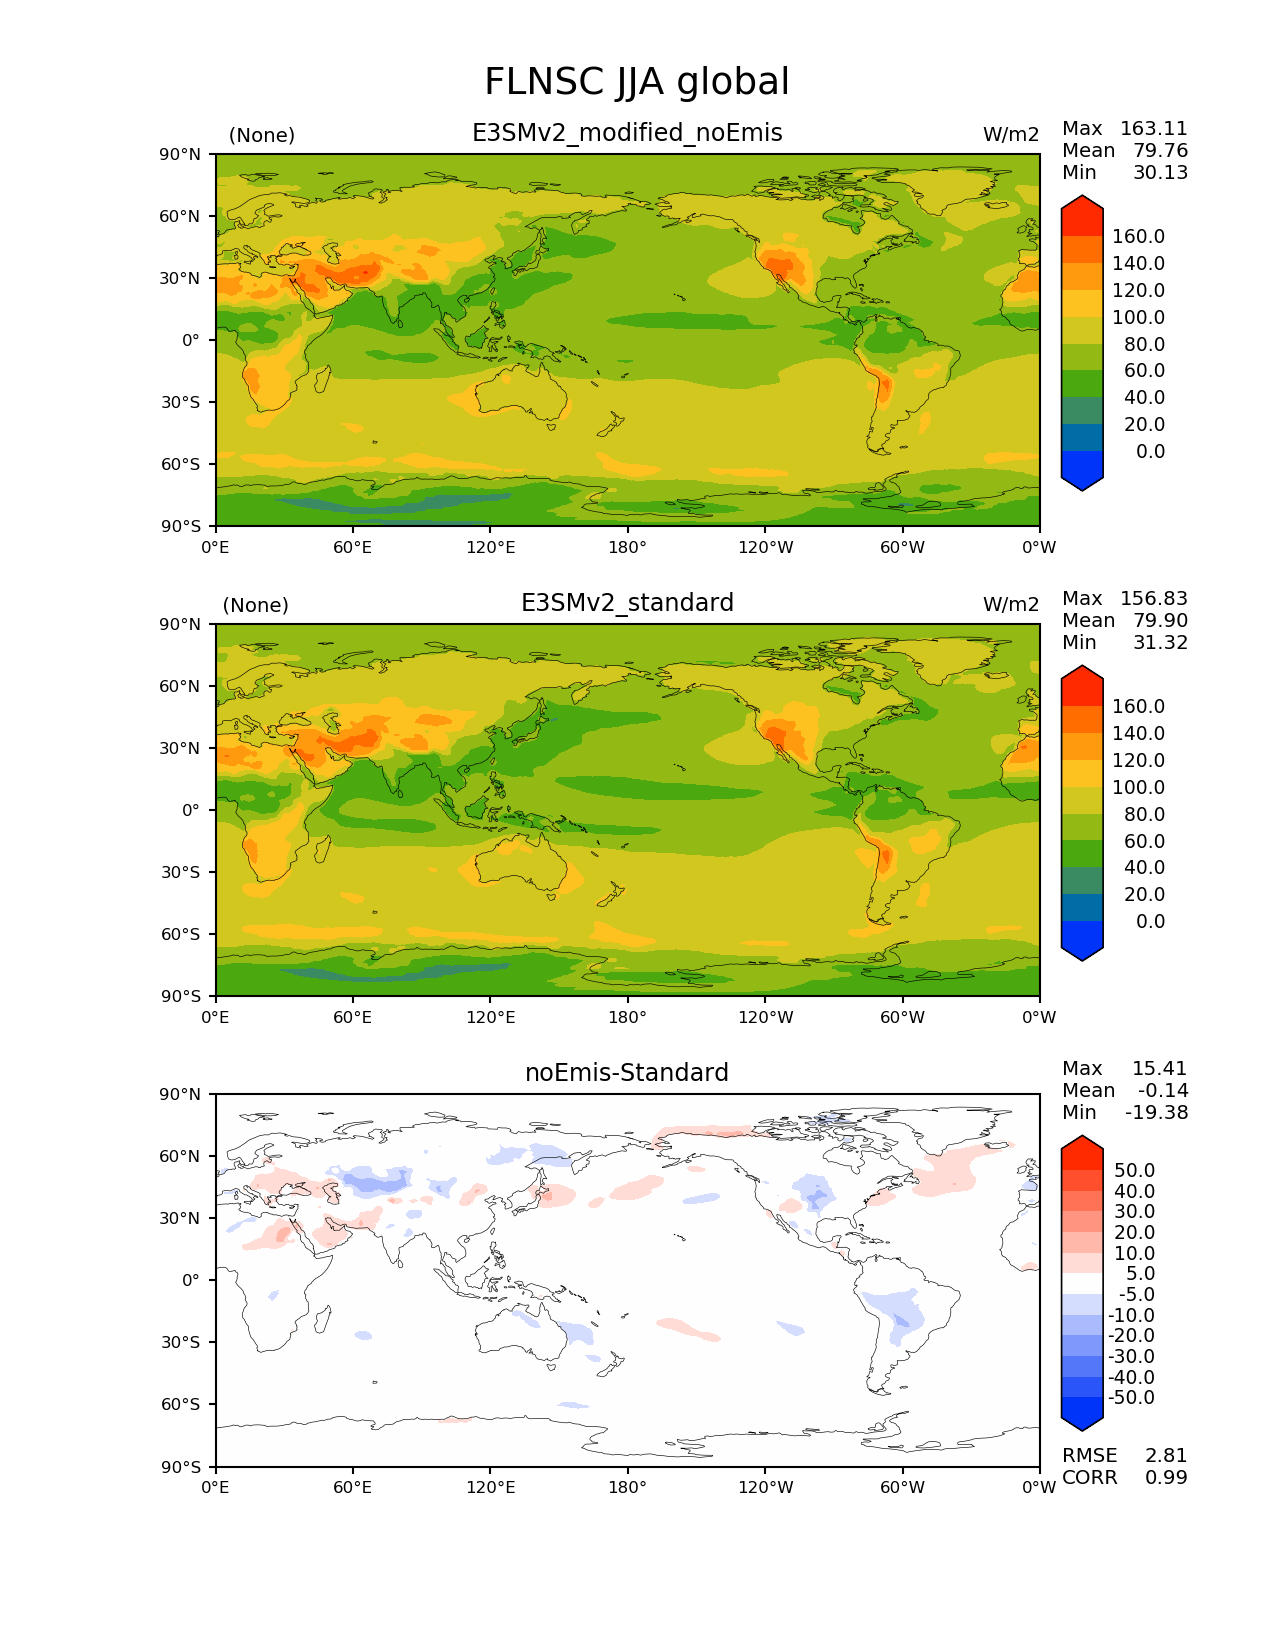 FLNSC JJA global
(None) E3SMv2_modified_noEmis W/m2
Max 163.11
Mean 79.76
Min 30.13
90°N
60°N
30°N
0°
30°S
60°S
90°S
0°E 60°E 120°E 180° 120°W 60°W 0°W
160.0
140.0
120.0
100.0
80.0
60.0
40.0
20.0
0.0
(None) E3SMv2_standard W/m2
Max 156.83
Mean 79.90
Min 31.32
90°N
60°N
30°N
0°
30°S
60°S
90°S
0°E 60°E 120°E 180° 120°W 60°W 0°W
160.0
140.0
120.0
100.0
80.0
60.0
40.0
20.0
0.0
noEmis-Standard
Max 15.41
Mean -0.14
Min -19.38
90°N
60°N
30°N
0°
30°S
60°S
90°S
0°E 60°E 120°E 180° 120°W 60°W 0°W
50.0
40.0
30.0
20.0
10.0
5.0
-5.0
-10.0
-20.0
-30.0
-40.0
-50.0
RMSE 2.81
CORR 0.99